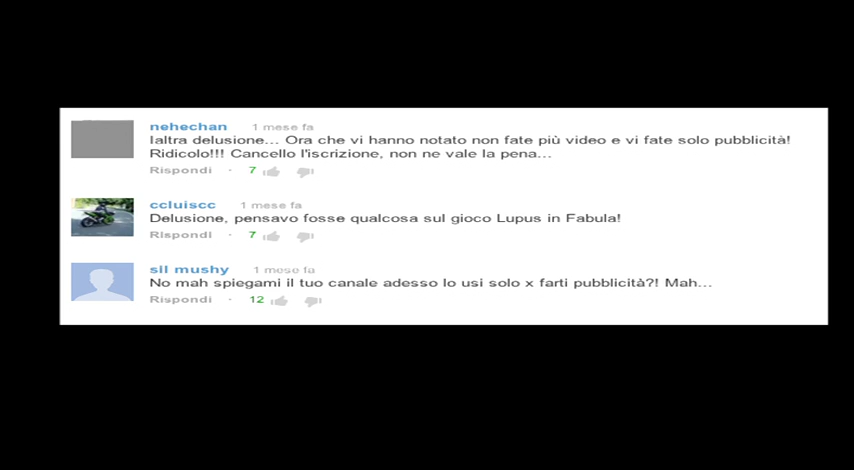 nehechan 1 mese fa
Ialtra delusione... Ora che vi hanno notato non fate più video e vi fate solo pubblicità!
Ridicolo!!! Cancello l'iscrizione, non ne vale la pena...
Rispondi · 7
ccluiscc 1 mese fa
Delusione, pensavo fosse qualcosa sul gioco Lupus in Fabula!
Rispondi · 7
sil mushy 1 mese fa
No mah spiegami il tuo canale adesso lo usi solo x farti pubblicità?! Mah...
Rispondi · 12